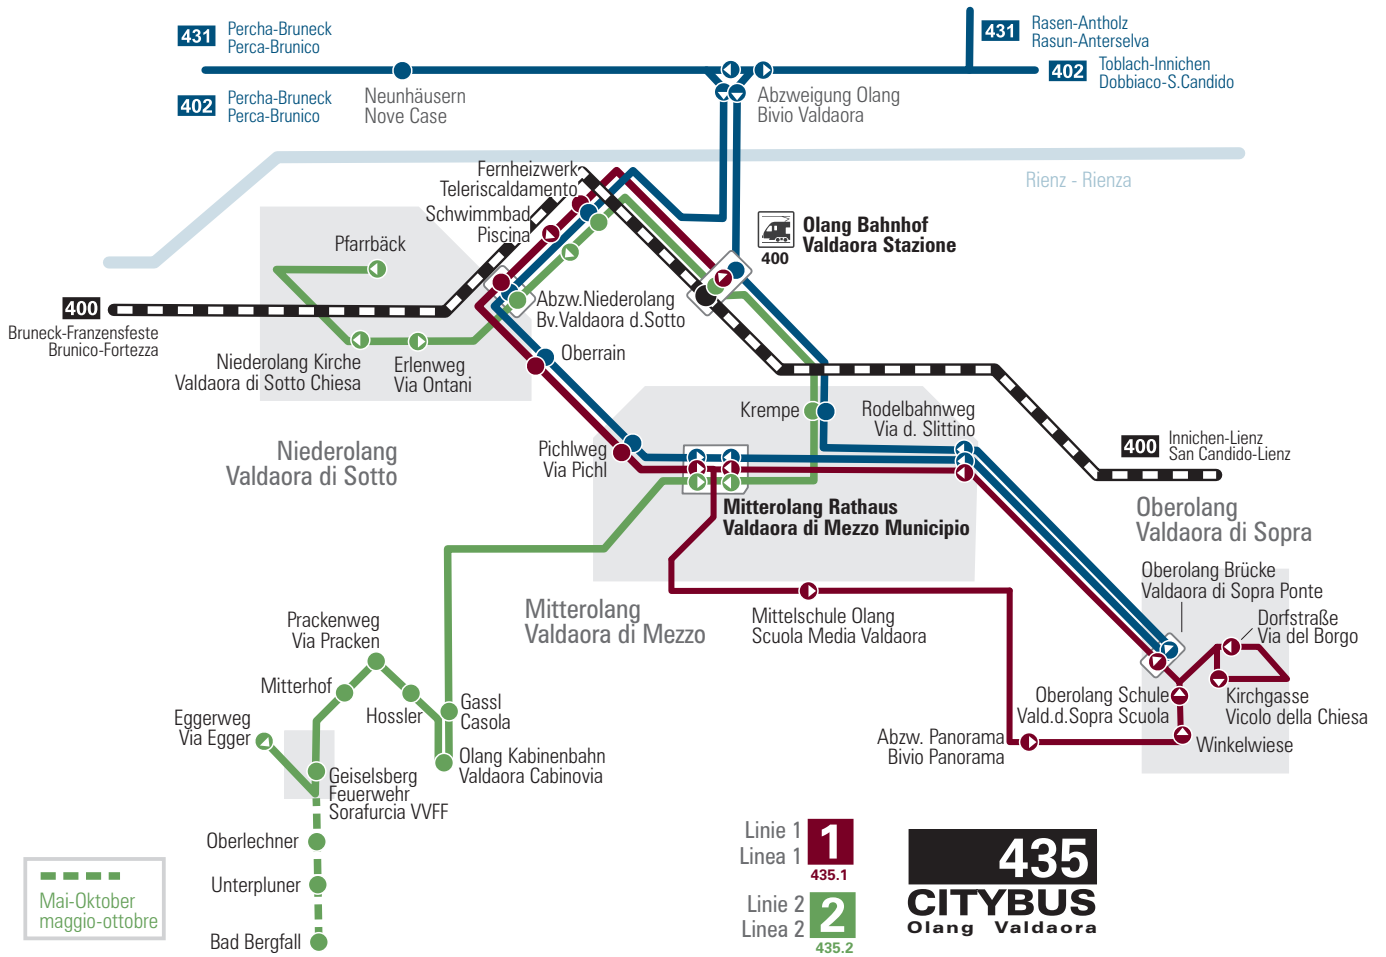 431
Percha-Bruneck
Perca-Brunico
402
Percha-Bruneck
Perca-Brunico
Neunhäusern
Nove Case
Abzweigung Olang
Bivio Valdaora
431
Rasen-Antholz
Rasun-Anterselva
402
Toblach-Innichen
Dobbiaco-S.Candido
Rienz - Rienza
Fernheizwerk
Teleriscaldamento
Schwimmbad
Piscina
Olang Bahnhof
Valdaora Stazione
400
Pfarrbäck
400
Bruneck-Franzensfeste
Brunico-Fortezza
Abzw.Niederolang
Bv.Valdaora d.Sotto
Niederolang Kirche
Valdaora di Sotto Chiesa
Erlenweg
Via Ontani
Oberrain
Niederolang
Valdaora di Sotto
Pichlweg
Via Pichl
Krempe
Rodelbahnweg
Via d. Slittino
400
Innichen-Lienz
San Candido-Lienz
Mitterolang Rathaus
Valdaora di Mezzo Municipio
Oberolang
Valdaora di Sopra
Oberolang Brücke
Valdaora di Sopra Ponte
Mitterolang
Valdaora di Mezzo
Mittelschule Olang
Scuola Media Valdaora
Dorfstraße
Via del Borgo
Prackenweg
Via Pracken
Mitterhof
Hossler
Gassl
Casola
Oberolang Schule
Vald.d.Sopra Scuola
Kirchgasse
Vicolo della Chiesa
Eggerweg
Via Egger
Olang Kabinenbahn
Valdaora Cabinovia
Abzw. Panorama
Bivio Panorama
Winkelwiese
Geiselsberg
Feuerwehr
Sorafurcia VVFF
Oberlechner
Unterpluner
Bad Bergfall
Mai-Oktober
maggio-ottobre
Linie 1
Linea 1
1
435.1
Linie 2
Linea 2
2
435.2
435
CITYBUS
Olang Valdaora